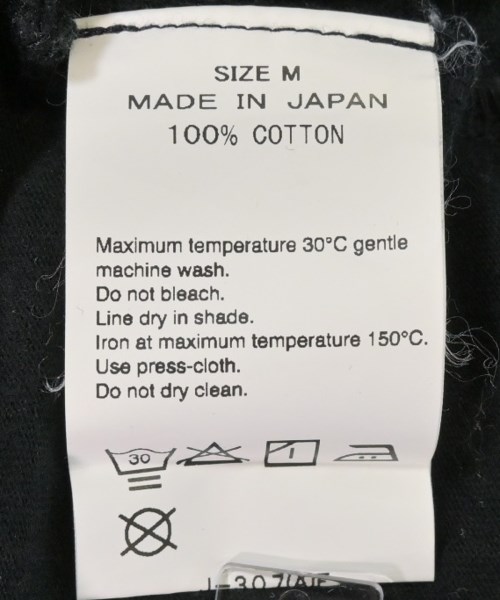 SIZE M
MADE IN JAPAN
100% COTTON
Maximum temperature 30°C gentle
machine wash.
Do not bleach.
Line dry in shade.
Iron at maximum temperature 150°C.
Use press-cloth.
Do not dry clean.
30